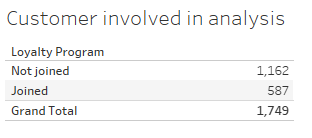 Customer involved in analysis
Loyalty Program
Not joined 1,162
Joined 587
Grand Total 1,749